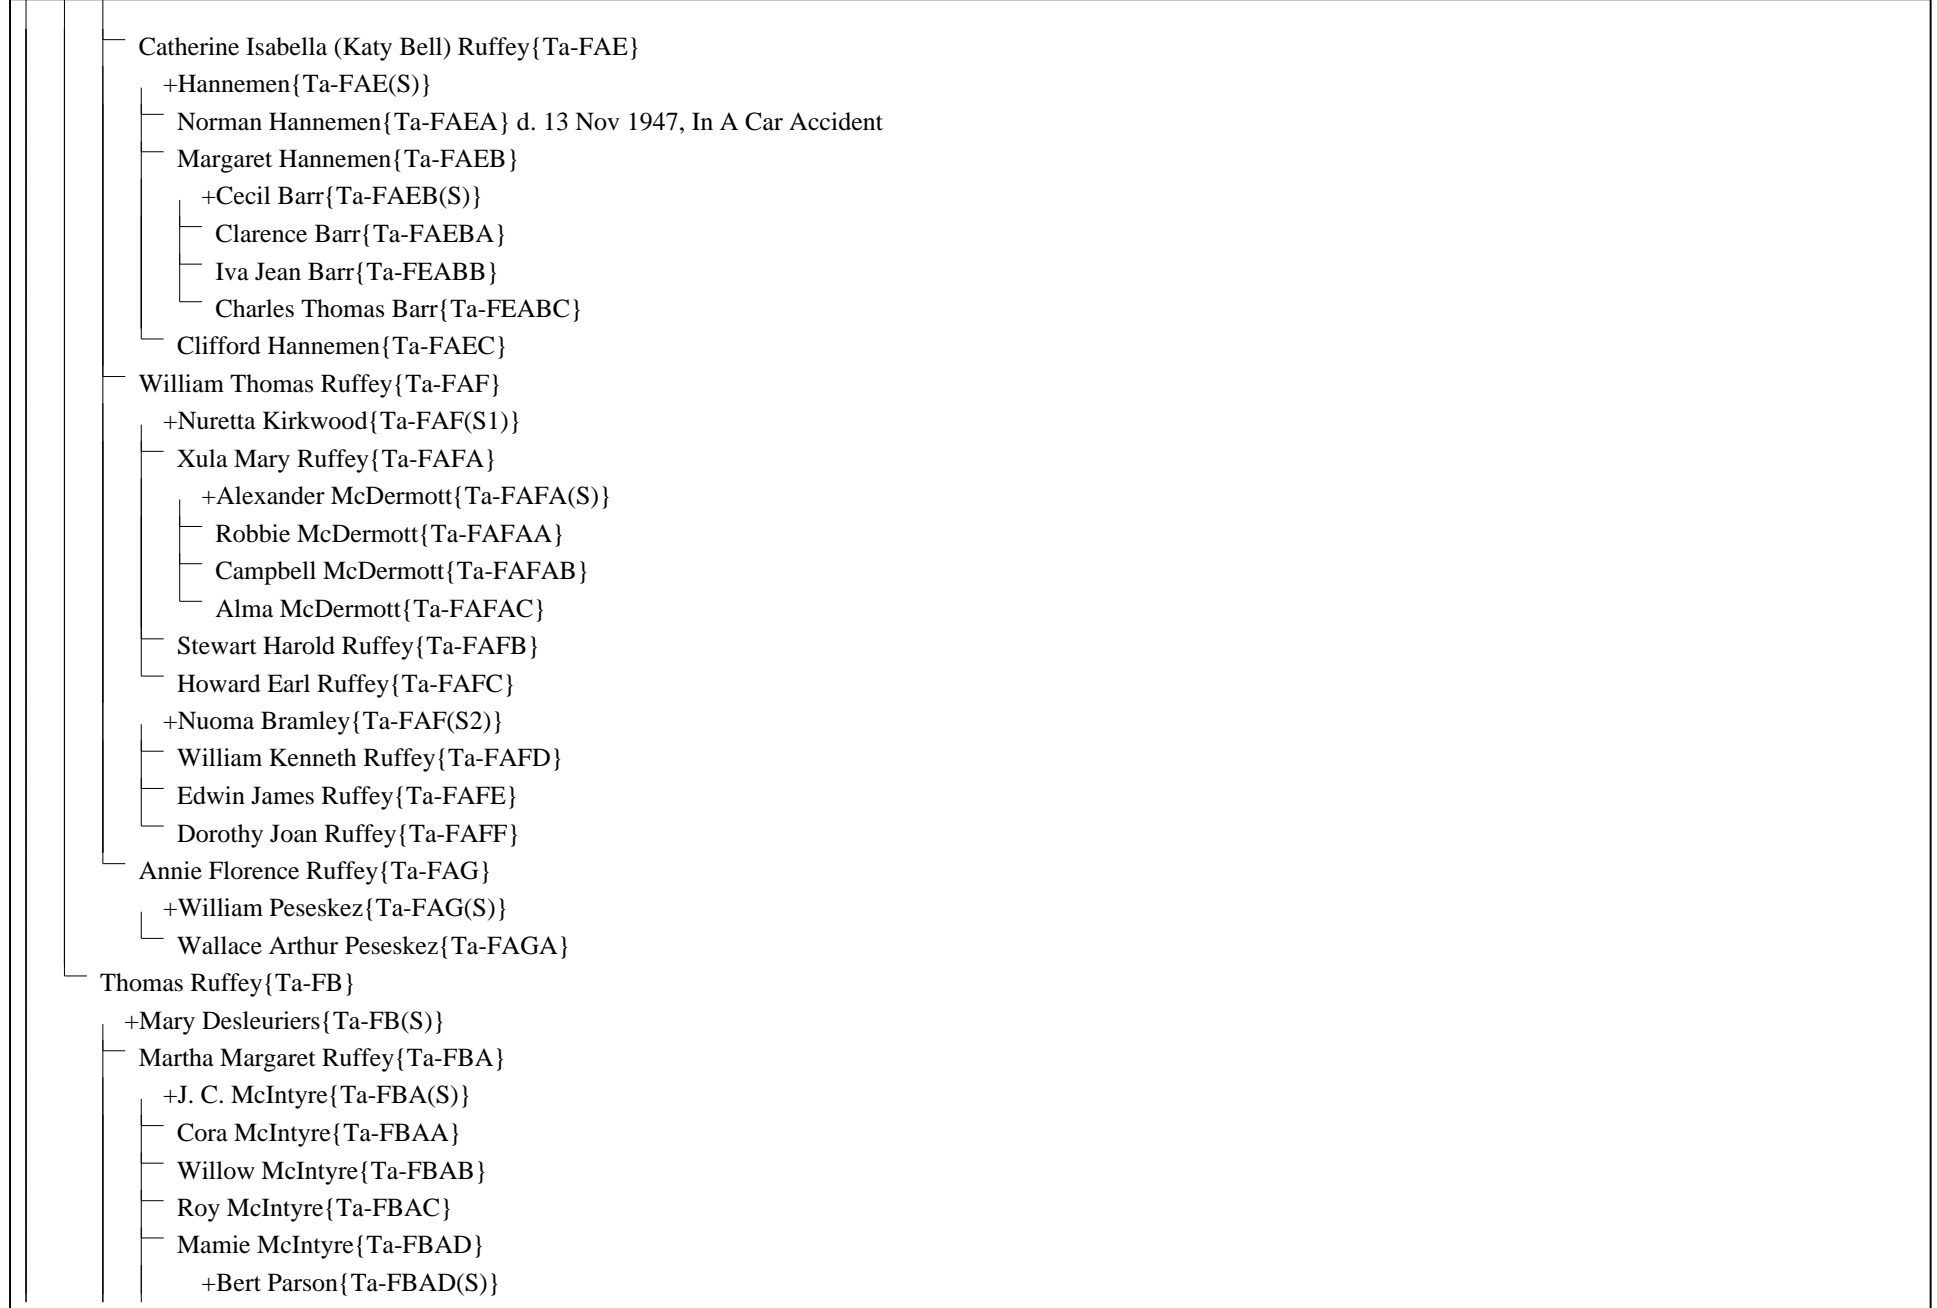 Catherine Isabella (Katy Bell) Ruffey{Ta-FAE}
+Hannemen{Ta-FAE(S)}
Norman Hannemen{Ta-FAEA} d. 13 Nov 1947, In A Car Accident
Margaret Hannemen{Ta-FAEB}
+Cecil Barr{Ta-FAEB(S)}
Clarence Barr{Ta-FAEBA}
Iva Jean Barr{Ta-FEABB}
Charles Thomas Barr{Ta-FEABC}
Clifford Hannemen{Ta-FAEC}
William Thomas Ruffey{Ta-FAF}
+Nuretta Kirkwood{Ta-FAF(S1)}
Xula Mary Ruffey{Ta-FAFA}
+Alexander McDermott{Ta-FAFA(S)}
Robbie McDermott{Ta-FAFAA}
Campbell McDermott{Ta-FAFAB}
Alma McDermott{Ta-FAFAC}
Stewart Harold Ruffey{Ta-FAFB}
Howard Earl Ruffey{Ta-FAFC}
+Nuoma Bramley{Ta-FAF(S2)}
William Kenneth Ruffey{Ta-FAFD}
Edwin James Ruffey{Ta-FAFE}
Dorothy Joan Ruffey{Ta-FAFF}
Annie Florence Ruffey{Ta-FAG}
+William Peseskez{Ta-FAG(S)}
Wallace Arthur Peseskez{Ta-FAGA}
Thomas Ruffey{Ta-FB}
+Mary Desleuriers{Ta-FB(S)}
Martha Margaret Ruffey{Ta-FBA}
+J. C. McIntyre{Ta-FBA(S)}
Cora McIntyre{Ta-FBAA}
Willow McIntyre{Ta-FBAB}
Roy McIntyre{Ta-FBAC}
Mamie McIntyre{Ta-FBAD}
+Bert Parson{Ta-FBAD(S)}